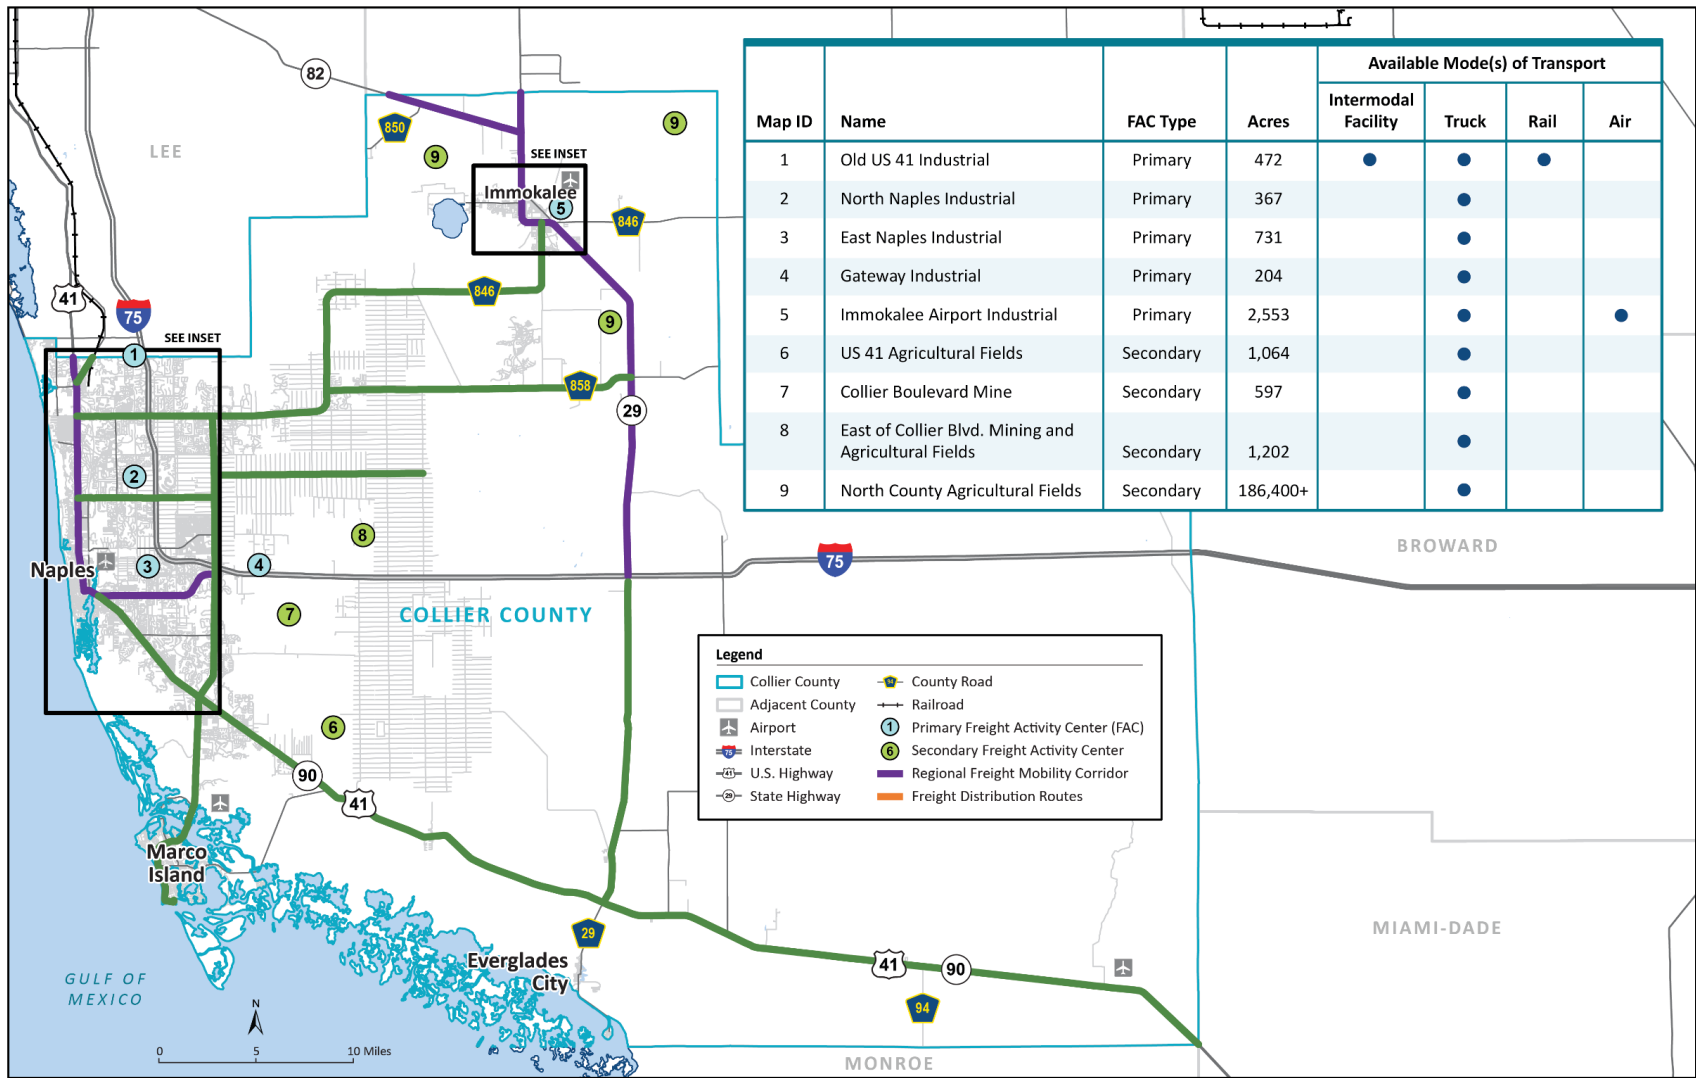 82
LEE
850
9
9
SEE INSET
Immokalee
5
846
846
41
75
SEE INSET
9
1
858
29
2
8
3
4
Naples
75
COLLIER COUNTY
7
6
90
41
Marco
Island
29
Everglades
City
41
90
94
GULF OF
MEXICO
N
0 5 10 Miles
MONROE
BROWARD
MIAMI-DADE
Available Mode(s) of Transport
Map ID Name FAC Type Acres Intermodal Facility Truck Rail Air
1 Old US 41 Industrial Primary 472
2 North Naples Industrial Primary 367
3 East Naples Industrial Primary 731
4 Gateway Industrial Primary 204
5 Immokalee Airport Industrial Primary 2,553
6 US 41 Agricultural Fields Secondary 1,064
7 Collier Boulevard Mine Secondary 597
8 East of Collier Blvd. Mining and
Agricultural Fields Secondary 1,202
9 North County Agricultural Fields Secondary 186,400+
Legend
Collier County
Adjacent County
Airport
75 Interstate
41 U.S. Highway
29 State Highway
94 County Road
Railroad
1 Primary Freight Activity Center (FAC)
6 Secondary Freight Activity Center
Regional Freight Mobility Corridor
Freight Distribution Routes